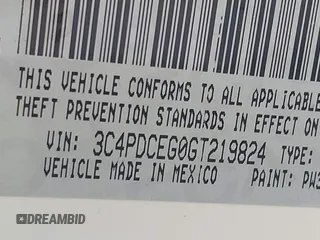 THIS VEHICLE CONFORMS TO ALL APPLICABLE
THEFT PREVENTION STANDARDS IN EFFECT ON
VIN: 3C4PDCEG0GT219824 TYPE:
VEHICLE MADE IN MEXICO PAINT: PW
DREAMBID